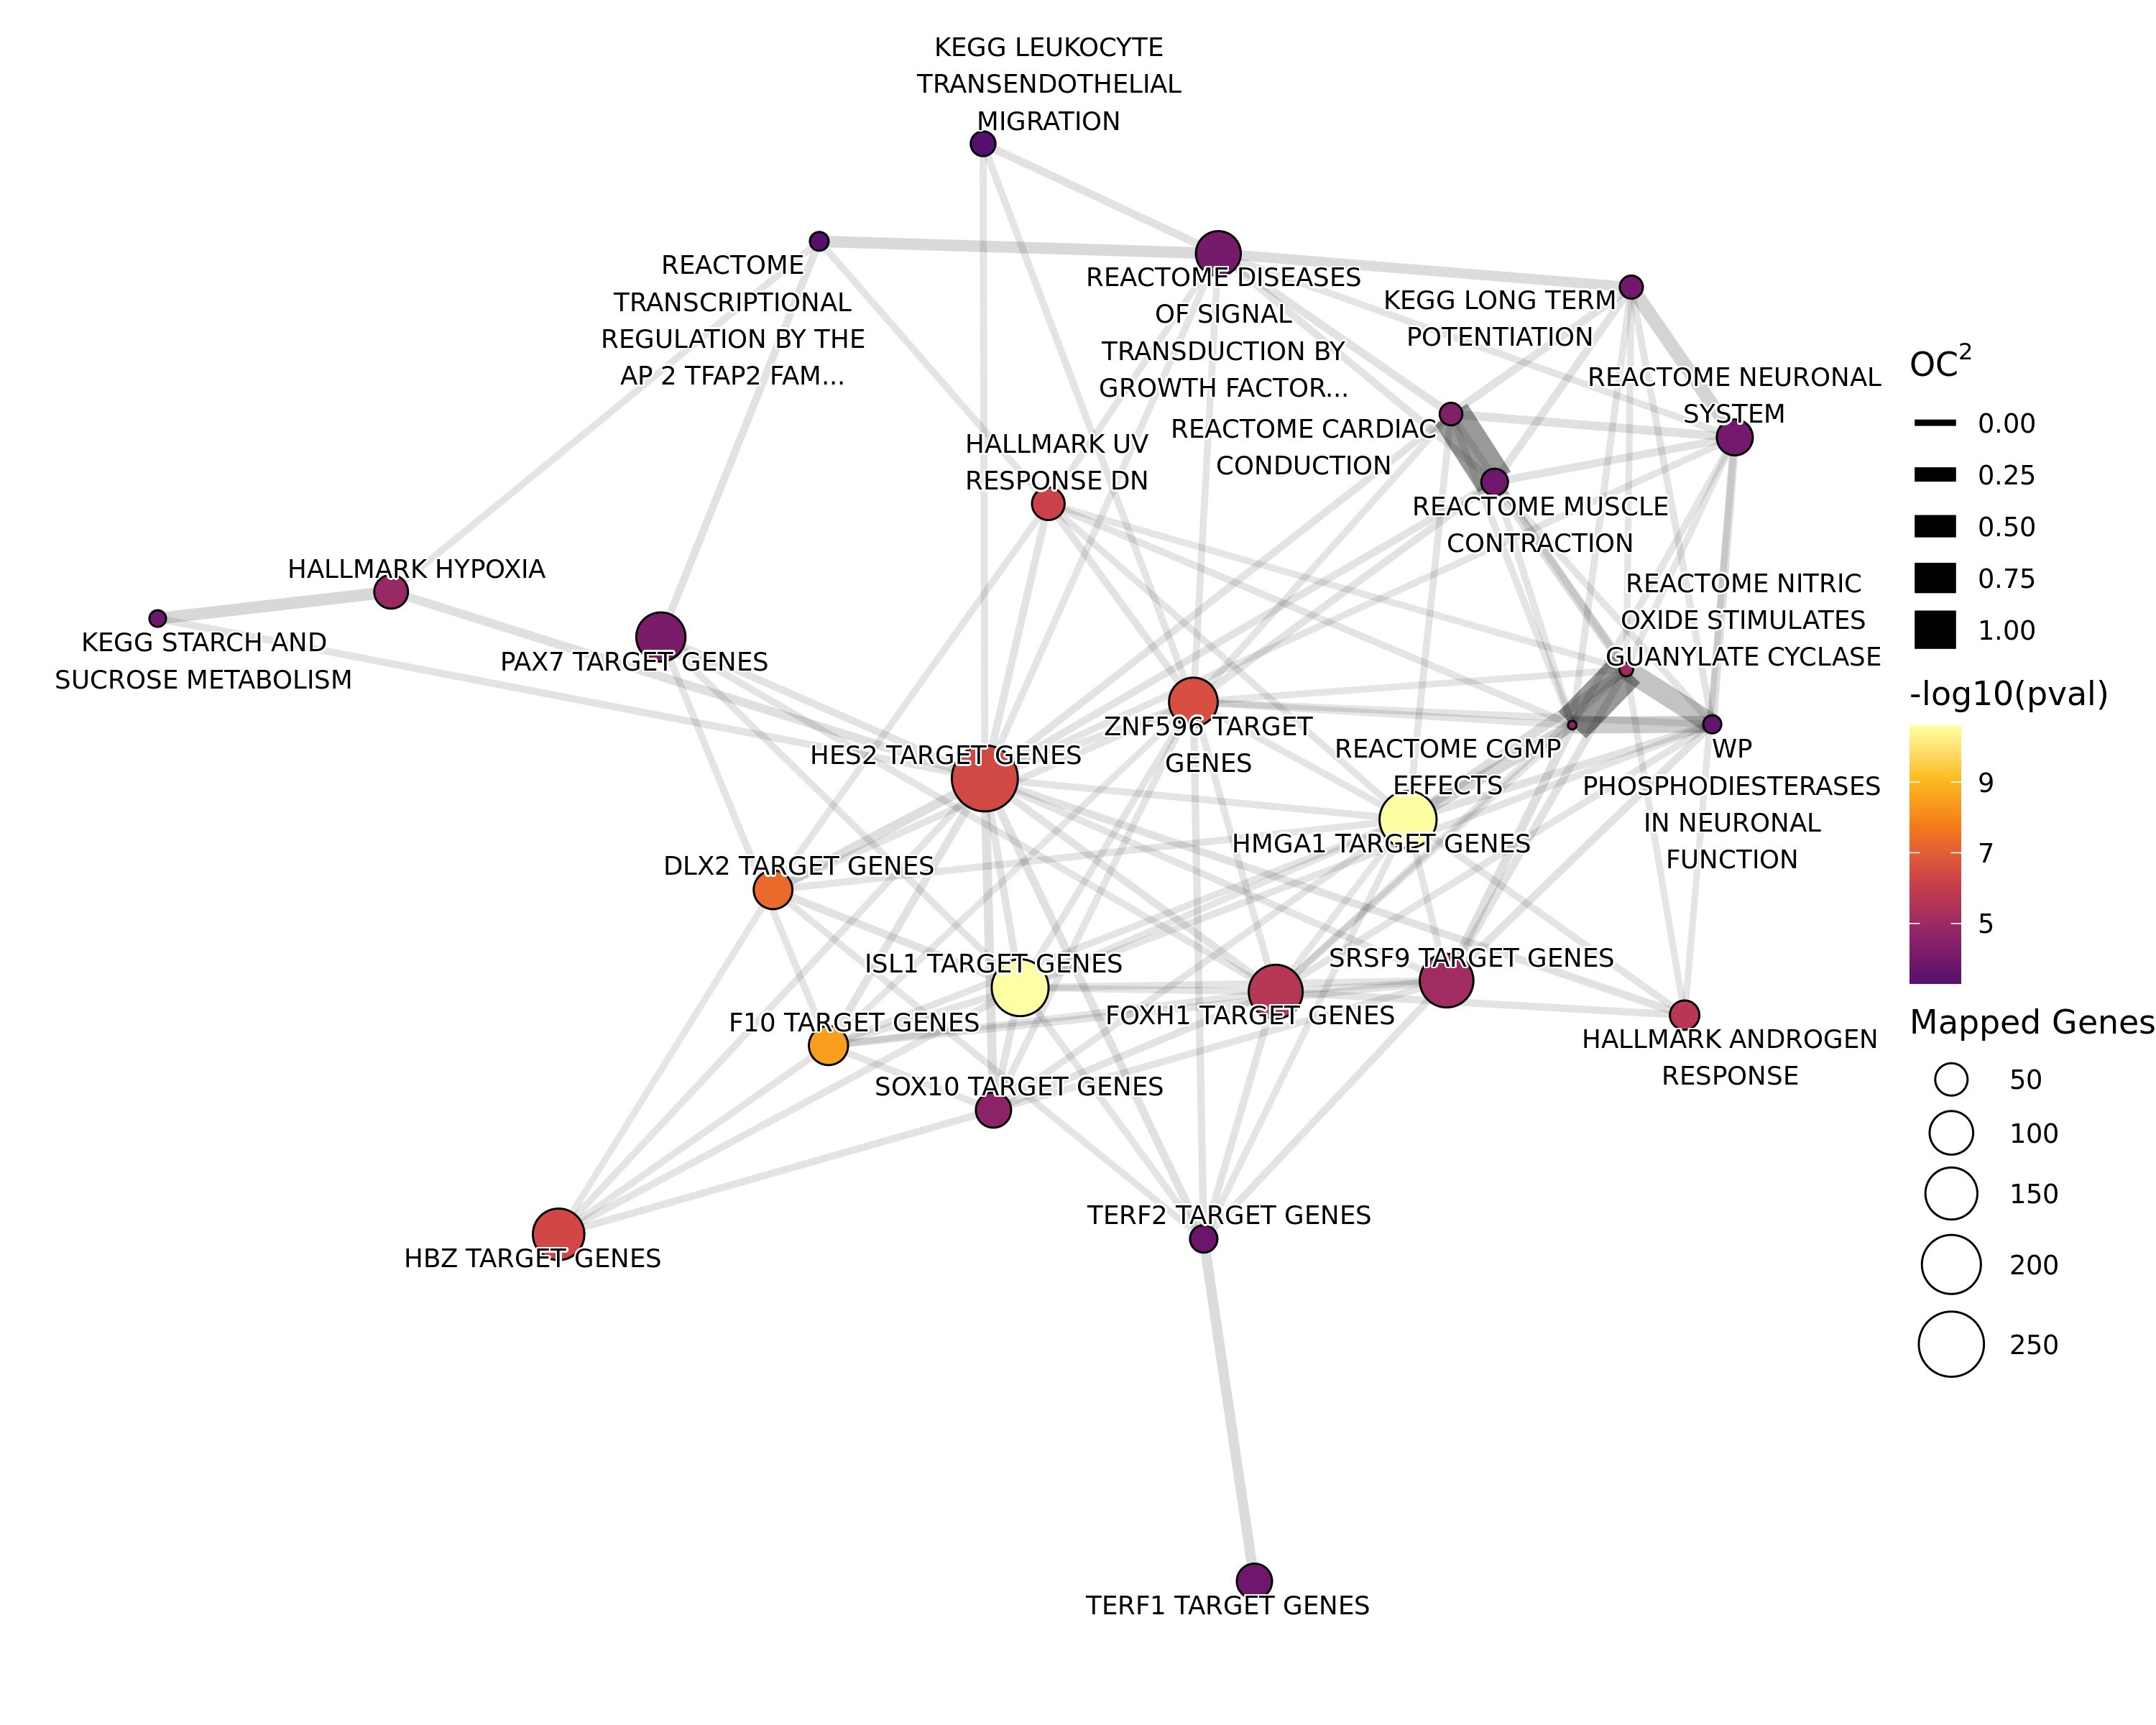 KEGG LEUKOCYTE
TRANSENDOTHELIAL
MIGRATION
REACTOME
TRANSCRIPTIONAL
REGULATION BY THE
AP 2 TFAP2 FAM...
REACTOME DISEASES
OF SIGNAL
TRANSDUCTION BY
GROWTH FACTOR...
KEGG LONG TERM
POTENTIATION
REACTOME NEURONAL
SYSTEM
REACTOME CARDIAC
CONDUCTION
HALLMARK UV
RESPONSE DN
REACTOME MUSCLE
CONTRACTION
HALLMARK HYPOXIA
KEGG STARCH AND
SUCROSE METABOLISM
PAX7 TARGET GENES
REACTOME NITRIC
OXIDE STIMULATES
GUANYLATE CYCLASE
ZNF596 TARGET
GENES
HES2 TARGET GENES
REACTOME CGMP
EFFECTS
WP
PHOSPHODIESTERASES
IN NEURONAL
FUNCTION
HMGA1 TARGET GENES
DLX2 TARGET GENES
ISL1 TARGET GENES
SRSF9 TARGET GENES
F10 TARGET GENES
FOXH1 TARGET GENES
HALLMARK ANDROGEN
RESPONSE
SOX10 TARGET GENES
HBZ TARGET GENES
TERF2 TARGET GENES
TERF1 TARGET GENES
OC²
0.00
0.25
0.50
0.75
1.00
-log10(pval)
9
7
5
Mapped Genes
50
100
150
200
250